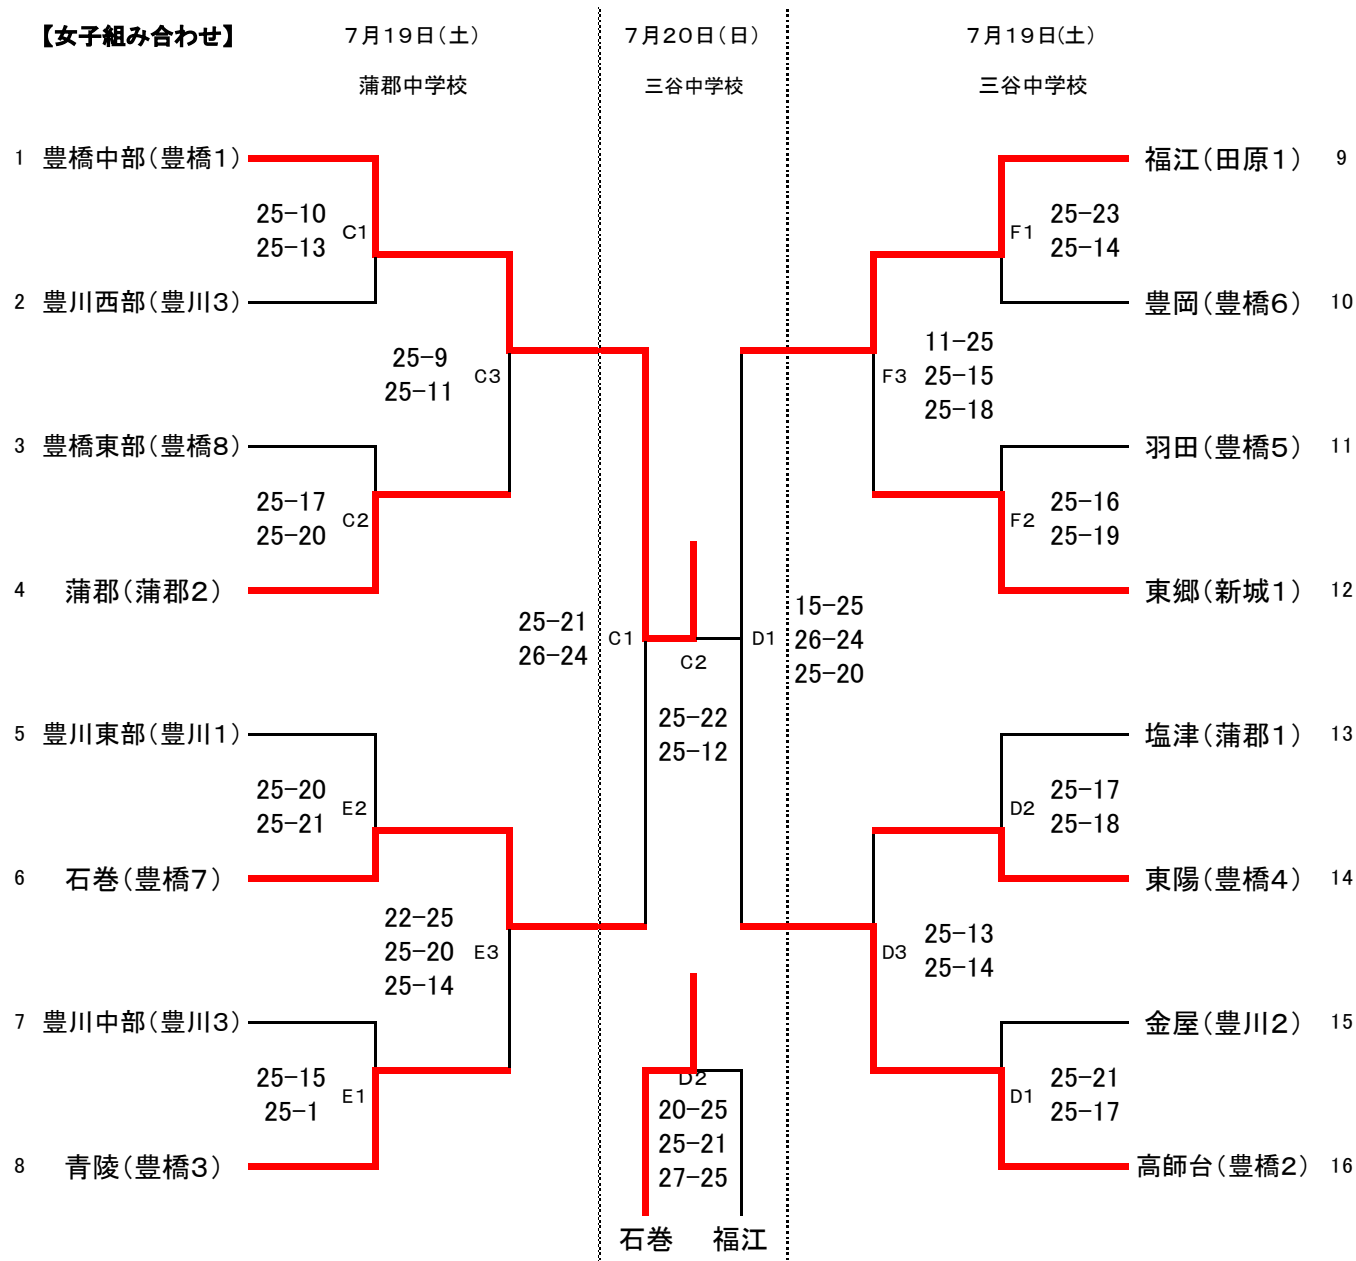 【女子組み合わせ】
7月19日(土)
7月20日(日)
7月19日(土)
蒲郡中学校
三谷中学校
三谷中学校
1 豊橋中部(豊橋1)
25-10
25-13
C1
2 豊川西部(豊川3)
25-9
25-11
C3
3 豊橋東部(豊橋8)
25-17
25-20
C2
4 蒲郡(蒲郡2)
25-21
26-24
C1
5 豊川東部(豊川1)
25-20
25-21
E2
6 石巻(豊橋7)
22-25
25-20
25-14
E3
7 豊川中部(豊川3)
25-15
25-1
E1
8 青陵(豊橋3)
C2
25-22
25-12
D2
20-25
25-21
27-25
石巻 福江
福江(田原1) 9
F1
25-23
25-14
豊岡(豊橋6) 10
F3
11-25
25-15
25-18
羽田(豊橋5) 11
F2
25-16
25-19
東郷(新城1) 12
D1
15-25
26-24
25-20
塩津(蒲郡1) 13
D2
25-17
25-18
東陽(豊橋4) 14
D3
25-13
25-14
金屋(豊川2) 15
D1
25-21
25-17
高師台(豊橋2) 16